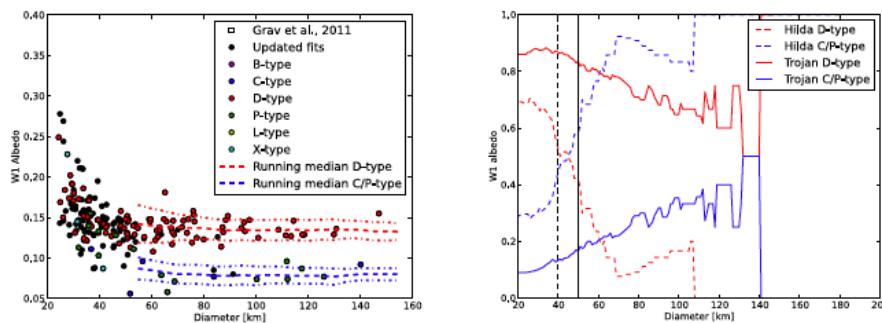 0.40
0.35
0.30
0.25
0.20
0.15
0.10
0.05
W1 Albedo
20 40 60 80 100 120 140 160
Diameter [km]
Grav et al., 2011
Updated fits
B-type
C-type
D-type
P-type
L-type
X-type
Running median D-type
Running median C/P-type
1.0
0.8
0.6
0.4
0.2
0.0
W1 albedo
20 40 60 80 100 120 140 160 180 200
Diameter [km]
Hilda D-type
Hilda C/P-type
Trojan D-type
Trojan C/P-type